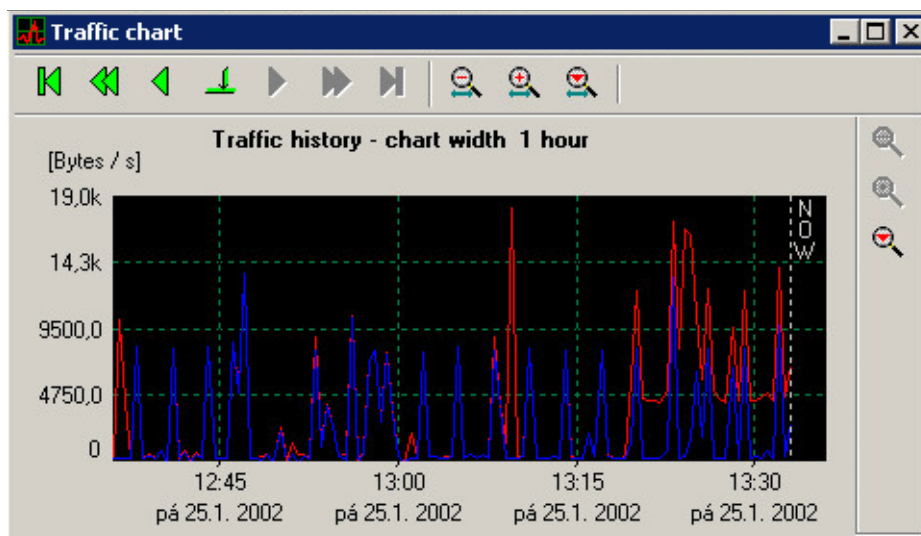 Traffic chart
Traffic history - chart width 1 hour
[Bytes / s]
19,0k
14,3k
9500,0
4750,0
0
NOW
12:45 13:00 13:15 13:30
pá 25.1. 2002 pá 25.1. 2002 pá 25.1. 2002 pá 25.1. 2002